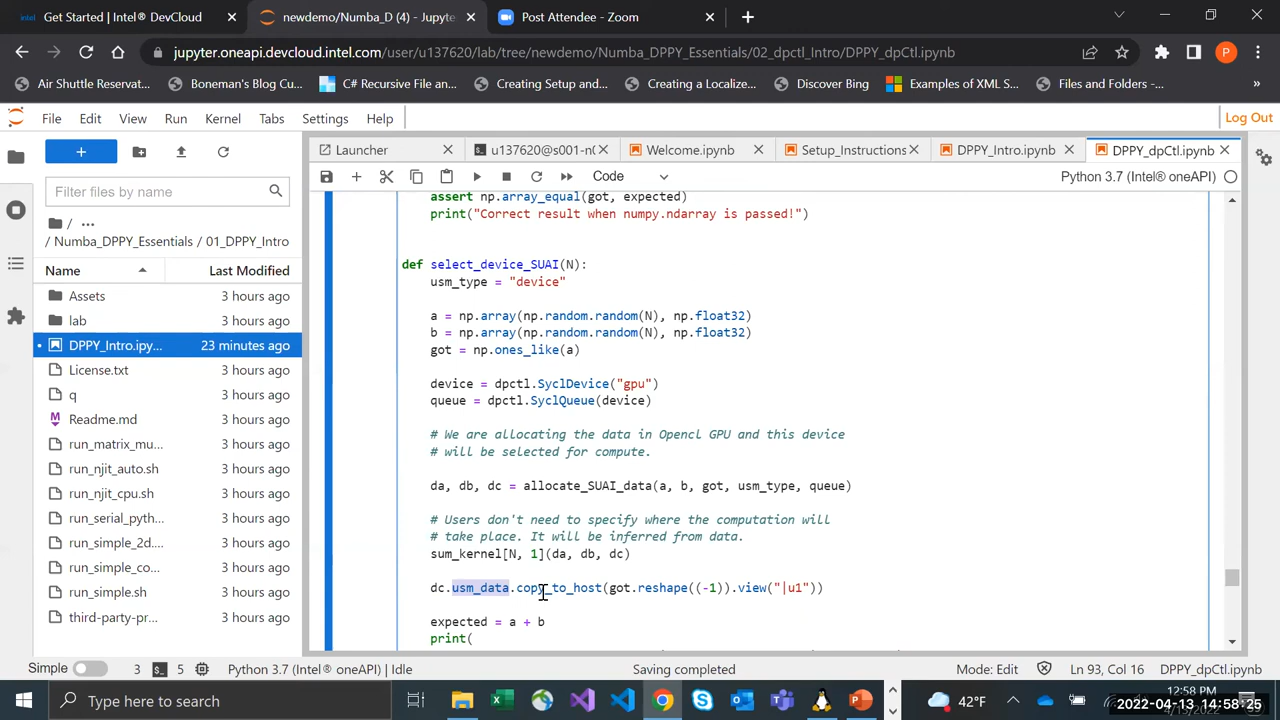 intel Get Started | Intel® DevCloud newdemo/Numba_D (4) - Jupyter Post Attendee - Zoom
jupyter.oneapi.devcloud.intel.com/user/u137620/lab/tree/newdemo/Numba_DPPY_Essentials/02_dpctl_Intro/DPPY_dpCtl.ipynb P
Air Shuttle Reservat... Boneman's Blog Cu... C# Recursive Functi... Creating Setup and... Creating a Localize... Discover Bing Examples of XML S... Files and Folders -...
File Edit View Run Kernel Tabs Settings Help Log Out
Launcher u137620@s001-n0 Welcome.ipynb Setup_Instructions DPPY_Intro.ipynb DPPY_dpCtl.ipynb
Code Python 3.7 (Intel® oneAPI)
Filter files by name
/ ...
/ Numba_DPPY_Essentials / 01_DPPY_Intro
Name Last Modified
Assets 3 hours ago
lab 3 hours ago
DPPY_Intro.ipy... 23 minutes ago
License.txt 3 hours ago
q 3 hours ago
Readme.md 3 hours ago
run_matrix_mu... 3 hours ago
run_njit_auto.sh 3 hours ago
run_njit_cpu.sh 3 hours ago
run_serial_pyth... 3 hours ago
run_simple_2d... 3 hours ago
run_simple_co... 3 hours ago
run_simple.sh 3 hours ago
third-party-pr... 3 hours ago
assert np.array_equal(got, expected)
print("Correct result when numpy.ndarray is passed!")
def select_device_SUAI(N):
usm_type = "device"
a = np.array(np.random.random(N), np.float32)
b = np.array(np.random.random(N), np.float32)
got = np.ones_like(a)
device = dpctl.SyclDevice("gpu")
queue = dpctl.SyclQueue(device)
# We are allocating the data in Opencl GPU and this device
# will be selected for compute.
da, db, dc = allocate_SUAI_data(a, b, got, usm_type, queue)
# Users don't need to specify where the computation will
# take place. It will be inferred from data.
sum_kernel[N, 1](da, db, dc)
dc.usm_data.copy_to_host(got.reshape((-1)).view("|u1"))
expected = a + b
print(
Simple 3 5 Python 3.7 (Intel® oneAPI) | Idle Saving completed Mode: Edit Ln 93, Col 16 DPPY_dpCtl.ipynb
Type here to search 42°F 12:58 PM
2022-04-13 14:58:25